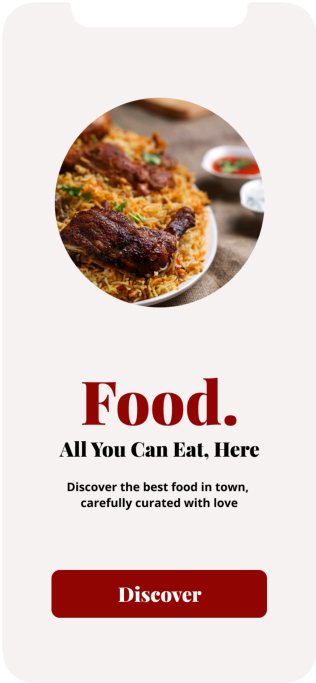 Food.
All You Can Eat, Here
Discover the best food in town,
carefully curated with love
Discover